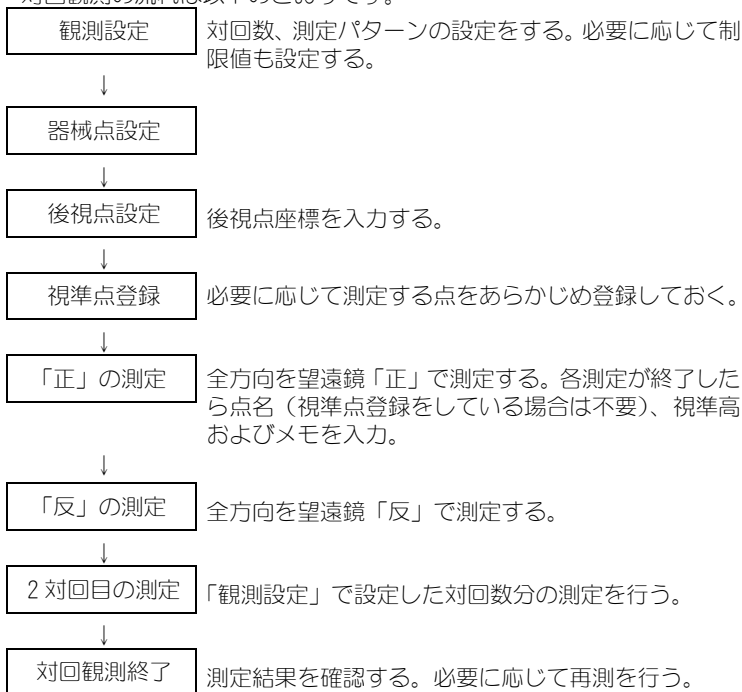 観測設定
対回数、測定パターンの設定をする。必要に応じて制
限値も設定する。
↓
器械点設定
↓
後視点設定
後視点座標を入力する。
↓
視準点登録
必要に応じて測定する点をあらかじめ登録しておく。
↓
「正」の測定
全方向を望遠鏡「正」で測定する。各測定が終了した
ら点名（視準点登録をしている場合は不要）、視準高
およびメモを入力。
↓
「反」の測定
全方向を望遠鏡「反」で測定する。
↓
2 対回目の測定
「観測設定」で設定した対回数分の測定を行う。
↓
対回観測終了
測定結果を確認する。必要に応じて再測を行う。